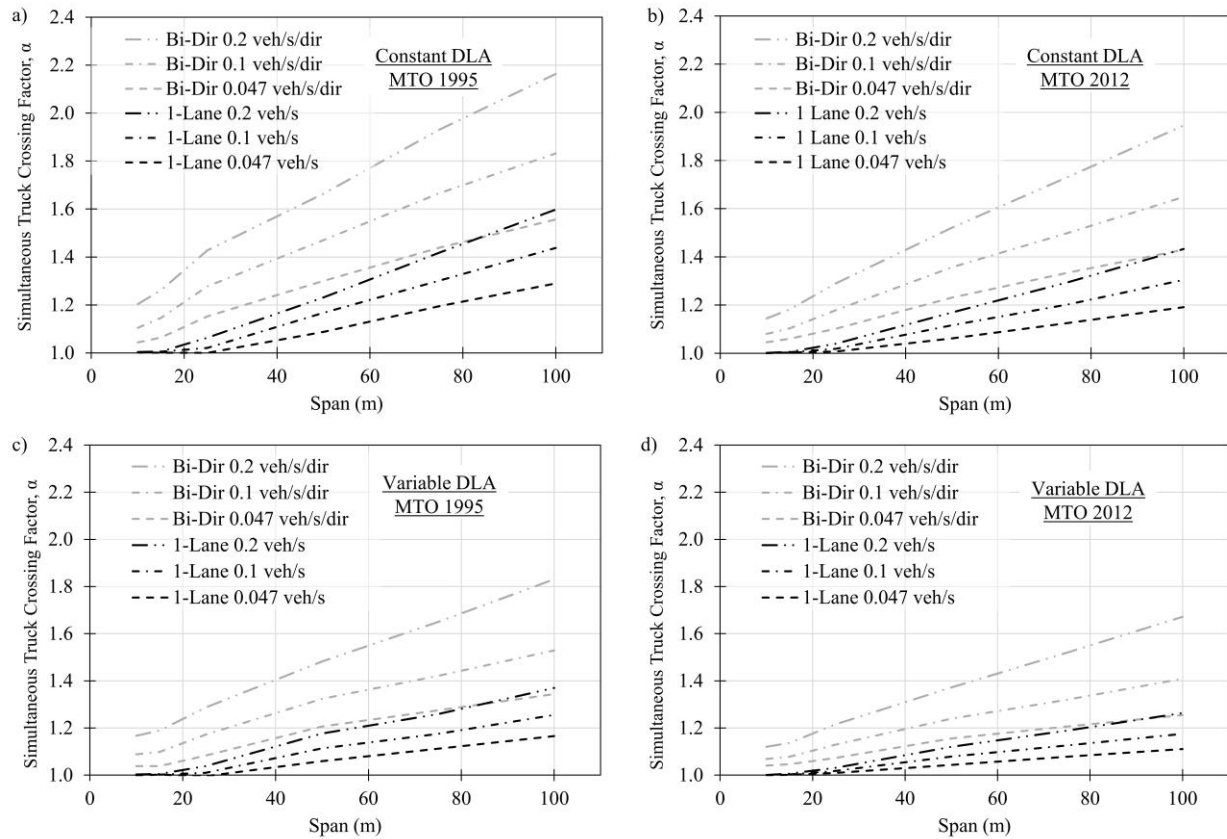 a)
2.4
2.2
2.0
1.8
1.6
1.4
1.2
1.0
Simultaneous Truck Crossing Factor, α
Bi-Dir 0.2 veh/s/dir
Bi-Dir 0.1 veh/s/dir
Bi-Dir 0.047 veh/s/dir
1-Lane 0.2 veh/s
1-Lane 0.1 veh/s
1-Lane 0.047 veh/s
Constant DLA
MTO 1995
0 20 40 60 80 100
Span (m)
b)
2.4
2.2
2.0
1.8
1.6
1.4
1.2
1.0
Simultaneous Truck Crossing Factor, α
Bi-Dir 0.2 veh/s/dir
Bi-Dir 0.1 veh/s/dir
Bi-Dir 0.047 veh/s/dir
1 Lane 0.2 veh/s
1 Lane 0.1 veh/s
1 Lane 0.047 veh/s
Constant DLA
MTO 2012
0 20 40 60 80 100
Span (m)
c)
2.4
2.2
2.0
1.8
1.6
1.4
1.2
1.0
Simultaneous Truck Crossing Factor, α
Bi-Dir 0.2 veh/s/dir
Bi-Dir 0.1 veh/s/dir
Bi-Dir 0.047 veh/s/dir
1-Lane 0.2 veh/s
1-Lane 0.1 veh/s
1-Lane 0.047 veh/s
Variable DLA
MTO 1995
0 20 40 60 80 100
Span (m)
d)
2.4
2.2
2.0
1.8
1.6
1.4
1.2
1.0
Simultaneous Truck Crossing Factor, α
Bi-Dir 0.2 veh/s/dir
Bi-Dir 0.1 veh/s/dir
Bi-Dir 0.047 veh/s/dir
1-Lane 0.2 veh/s
1-Lane 0.1 veh/s
1-Lane 0.047 veh/s
Variable DLA
MTO 2012
0 20 40 60 80 100
Span (m)